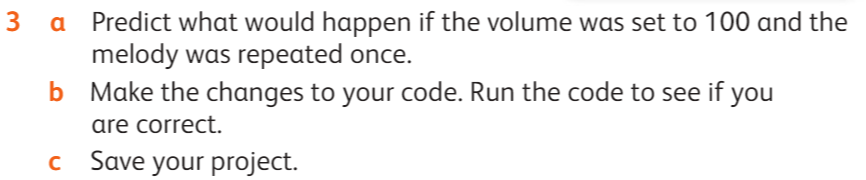 3 a Predict what would happen if the volume was set to 100 and the
melody was repeated once.
b Make the changes to your code. Run the code to see if you
are correct.
c Save your project.